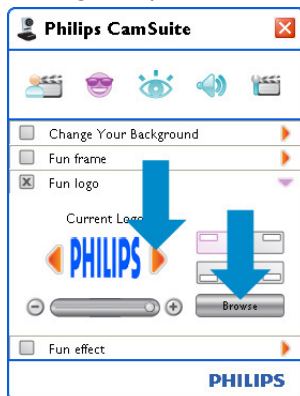 Philips CamSuite
Change Your Background
Fun frame
Fun logo
Current Logo
PHILIPS
Browse
Fun effect
PHILIPS